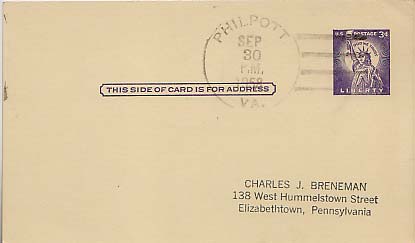 PHILPOTT
SEP
30
P.M.
VA.
U.S. POSTAGE 3¢
LIBERTY
THIS SIDE OF CARD IS FOR ADDRESS
CHARLES J. BRENEMAN
138 West Hummelstown Street
Elizabethtown, Pennsylvania